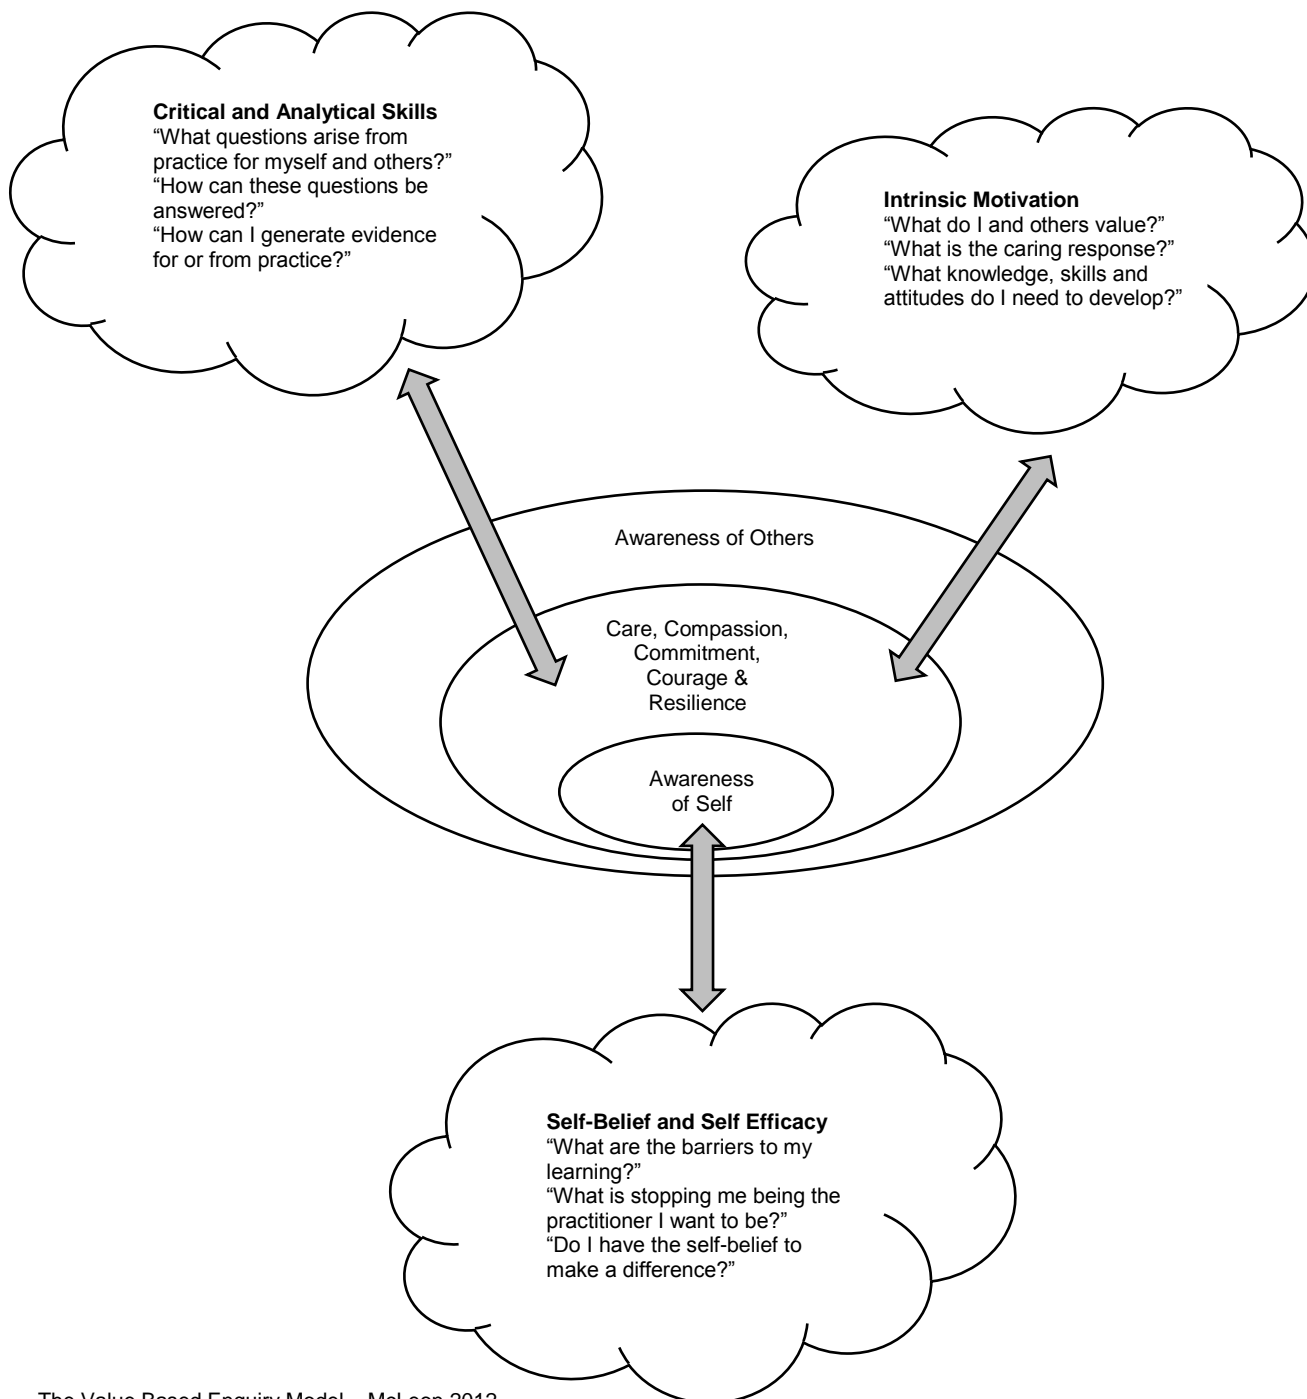 Critical and Analytical Skills
“What questions arise from
practice for myself and others?”
“How can these questions be
answered?”
“How can I generate evidence
for or from practice?”
Intrinsic Motivation
“What do I and others value?”
“What is the caring response?”
“What knowledge, skills and
attitudes do I need to develop?”
Awareness of Others
Care, Compassion,
Commitment,
Courage &
Resilience
Awareness
of Self
Self-Belief and Self Efficacy
“What are the barriers to my
learning?”
“What is stopping me being the
practitioner I want to be?”
“Do I have the self-belief to
make a difference?”
The Value Based Enquiry Model – McLean 2012